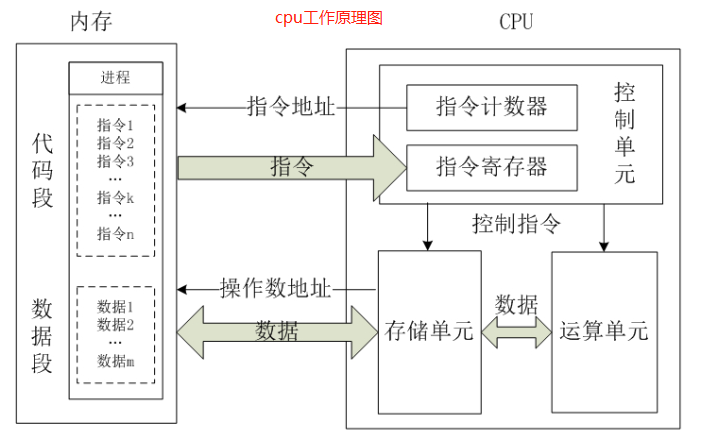 cpu工作原理图
内存
CPU
进程
代码段
指令1
指令2
指令3
...
指令k
...
指令n
数据段
数据1
数据2
...
数据m
指令地址
指令
操作数地址
数据
指令计数器
指令寄存器
控制单元
控制指令
存储单元
数据
运算单元